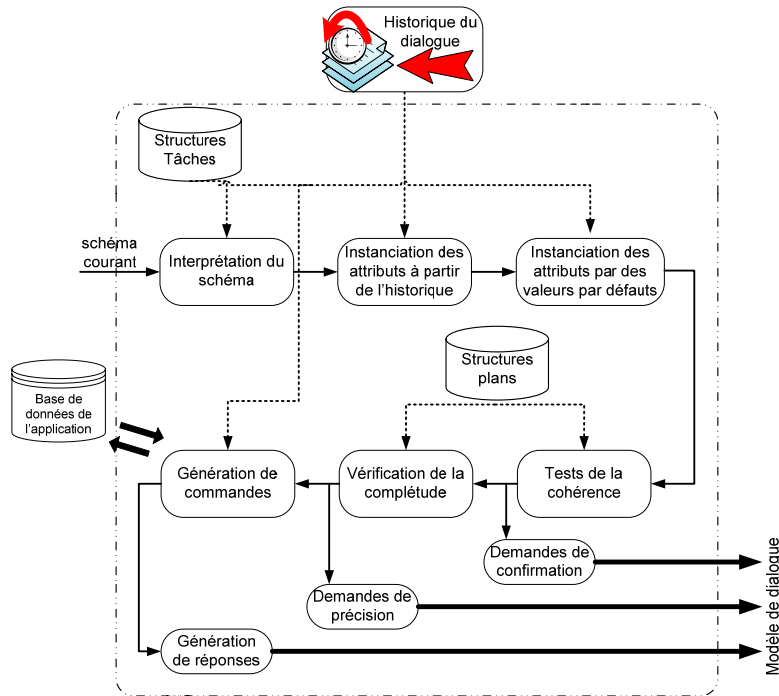 Historique du
dialogue
Structures
Tâches
schéma
courant
Interprétation du
schéma
Instanciation des
attributs à partir
de l'historique
Instanciation des
attributs par des
valeurs par défauts
Structures
plans
Base de
données de
l'application
Génération de
commandes
Vérification de la
complétude
Tests de la
cohérence
Demandes de
confirmation
Demandes de
précision
Génération
de réponses
Modèle de dialogue